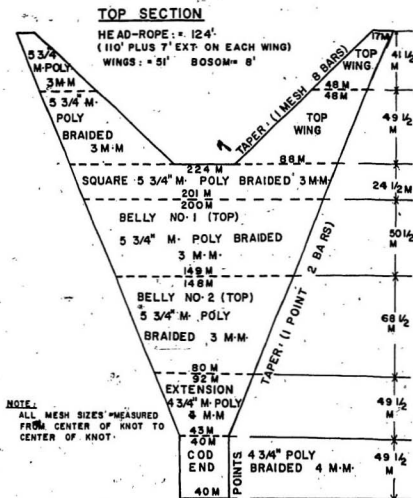 TOP SECTION
HEAD-ROPE: = 124'
(110' PLUS 7' EXT. ON EACH WING)
WINGS: = 51' BOSOM = 8'
17M
5 3/4"
M-POLY
3 M·M
TOP
WING
41 1/2
M
48 M
48 M
5 3/4" M·
POLY
BRAIDED
3 M·M
TOP
WING
TAPER: (1 MESH 8 BARS)
49 1/2
M
88 M
224 M
SQUARE 5 3/4" M· POLY BRAIDED 3 M·M
24 1/2 M
201 M
200 M
BELLY NO·1 (TOP)
5 3/4" M· POLY BRAIDED
3 M·M·
50 1/2
M
149 M
148 M
BELLY NO·2 (TOP)
5 3/4" M· POLY
BRAIDED 3 M·M·
TAPER: (1 POINT 2 BARS)
68 1/2
M
80 M
92 M
EXTENSION
4 3/4" M·POLY
4 M·M
49 1/2
M
43 M
40 M
NOTE:
ALL MESH SIZES MEASURED
FROM CENTER OF KNOT TO
CENTER OF KNOT·
COD
END
40 M
POINTS
4 3/4" POLY
BRAIDED 4 M·M·
49 1/2
M